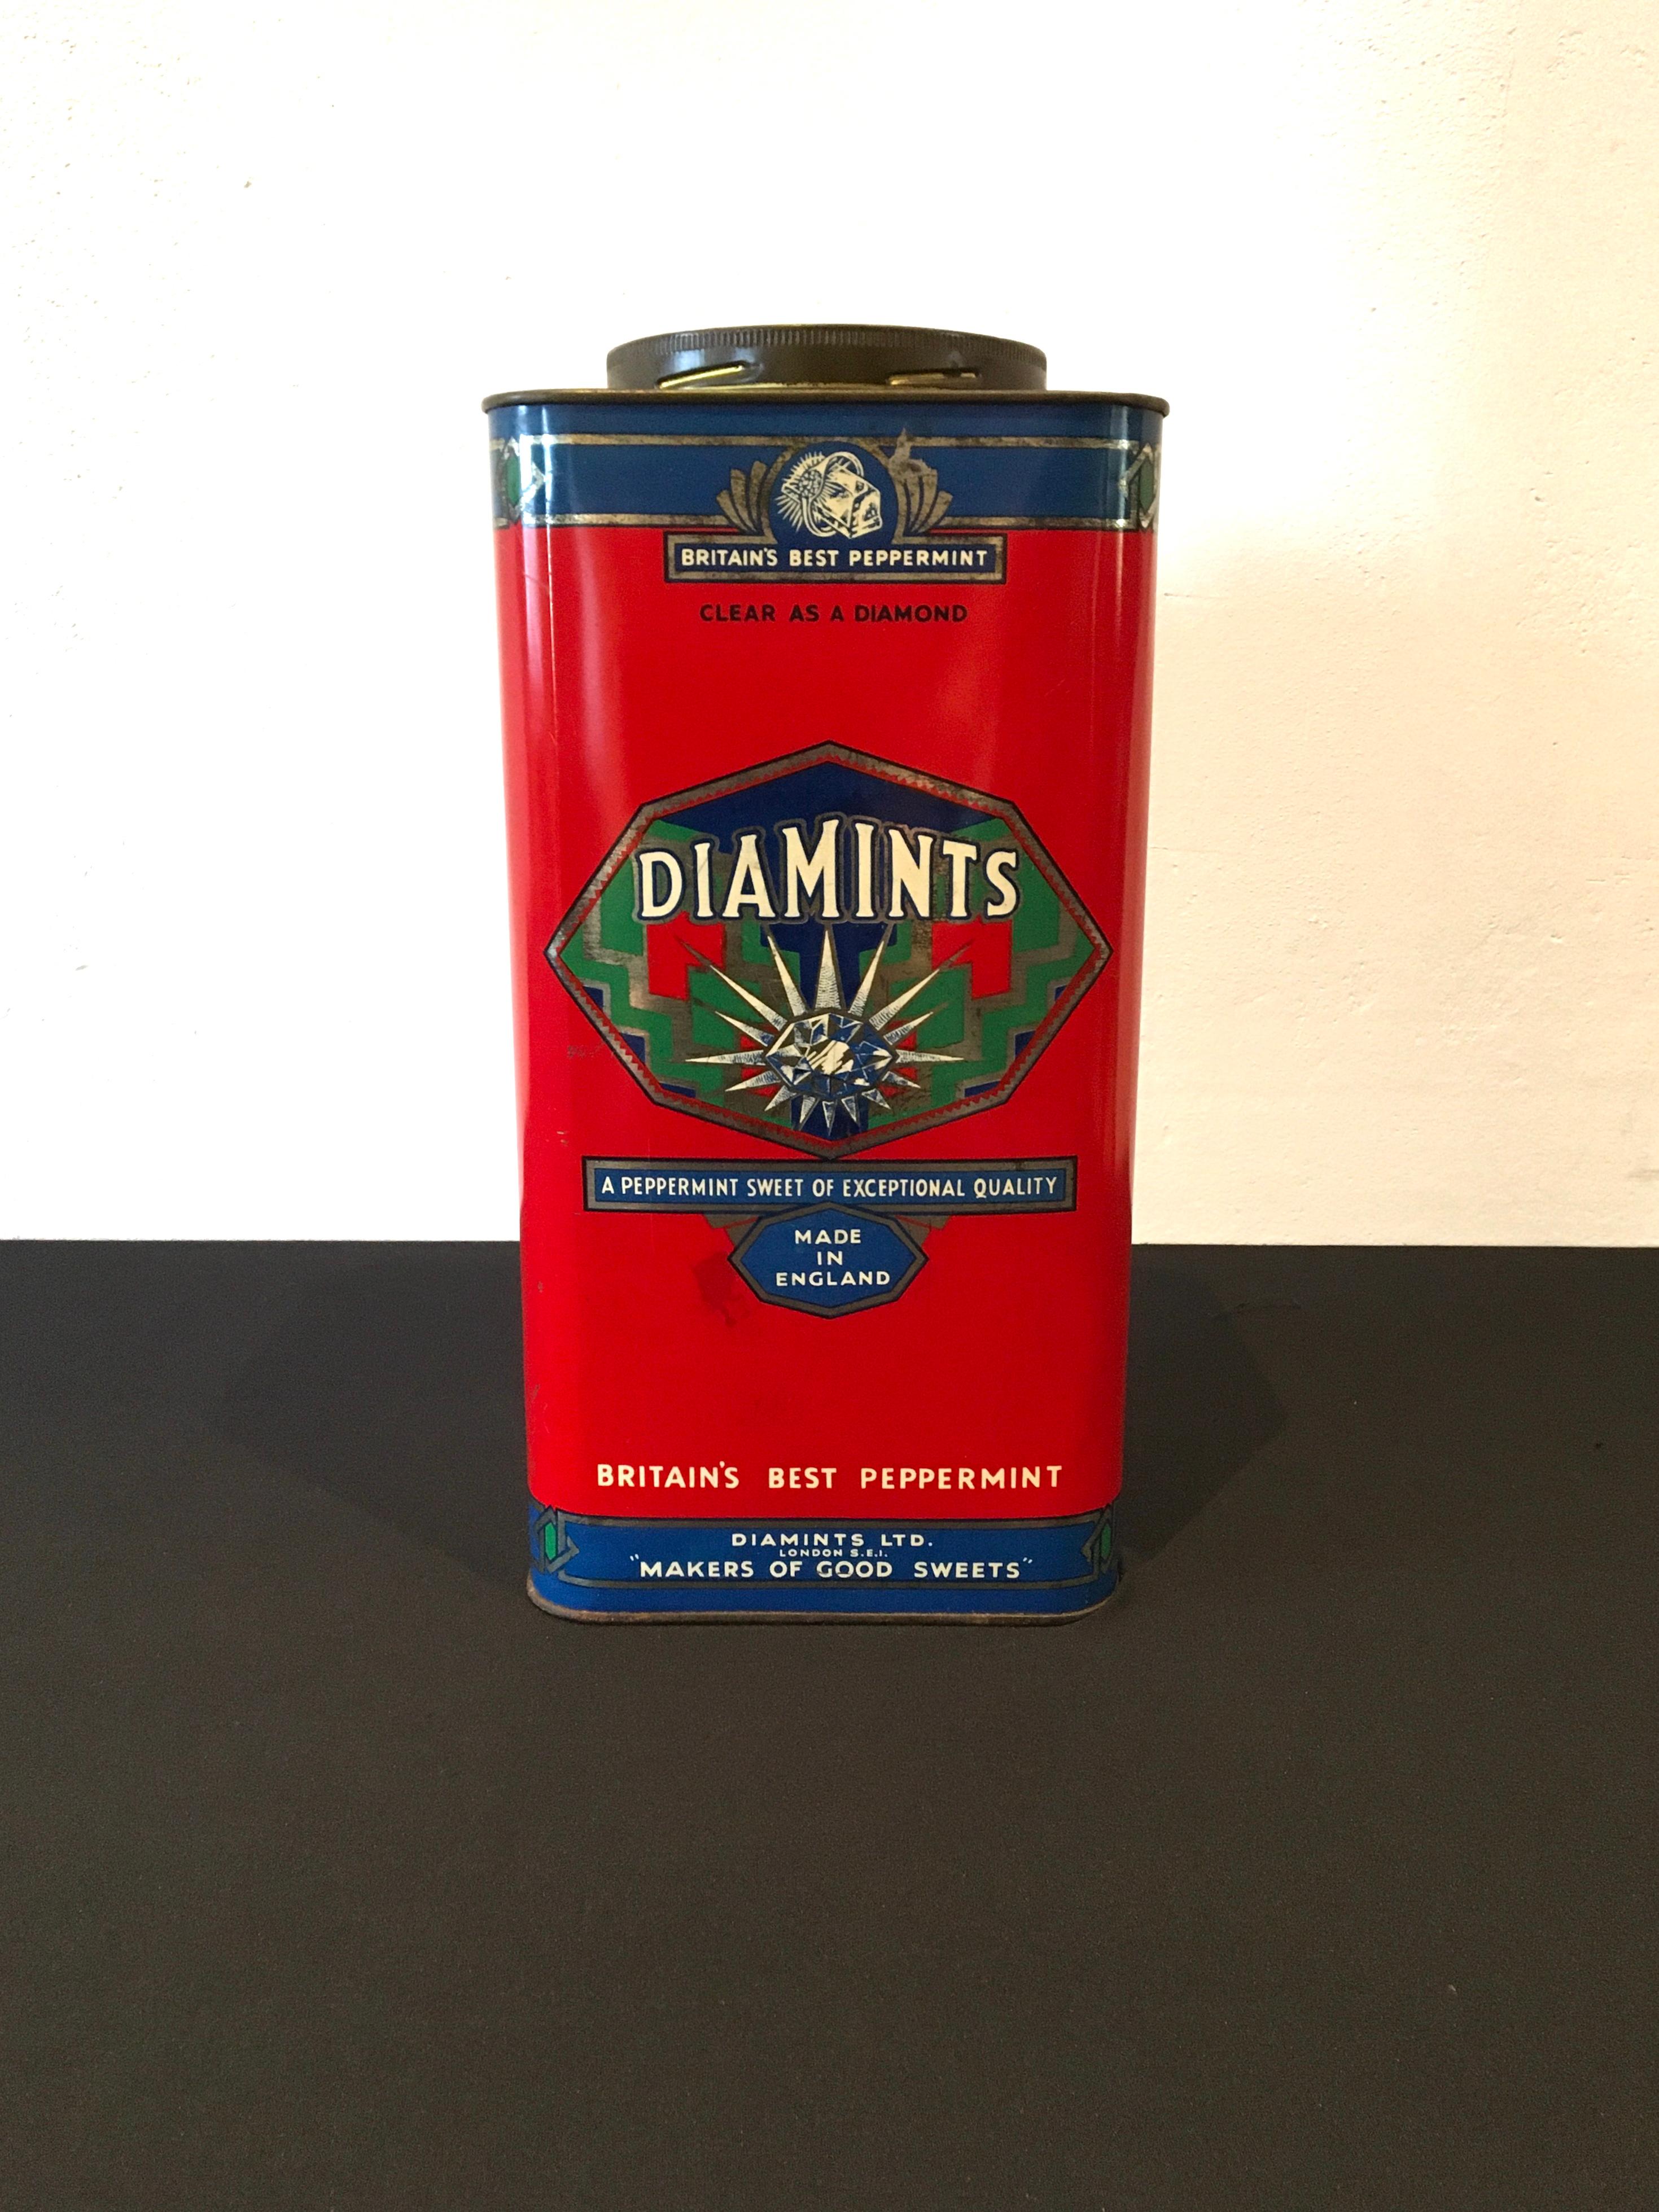 BRITAIN'S BEST PEPPERMINT
CLEAR AS A DIAMOND
DIAMINTS
A PEPPERMINT SWEET OF EXCEPTIONAL QUALITY
MADE
IN
ENGLAND
BRITAIN'S BEST PEPPERMINT
DIAMINTS LTD.
LONDON S.E.1.
"MAKERS OF GOOD SWEETS"